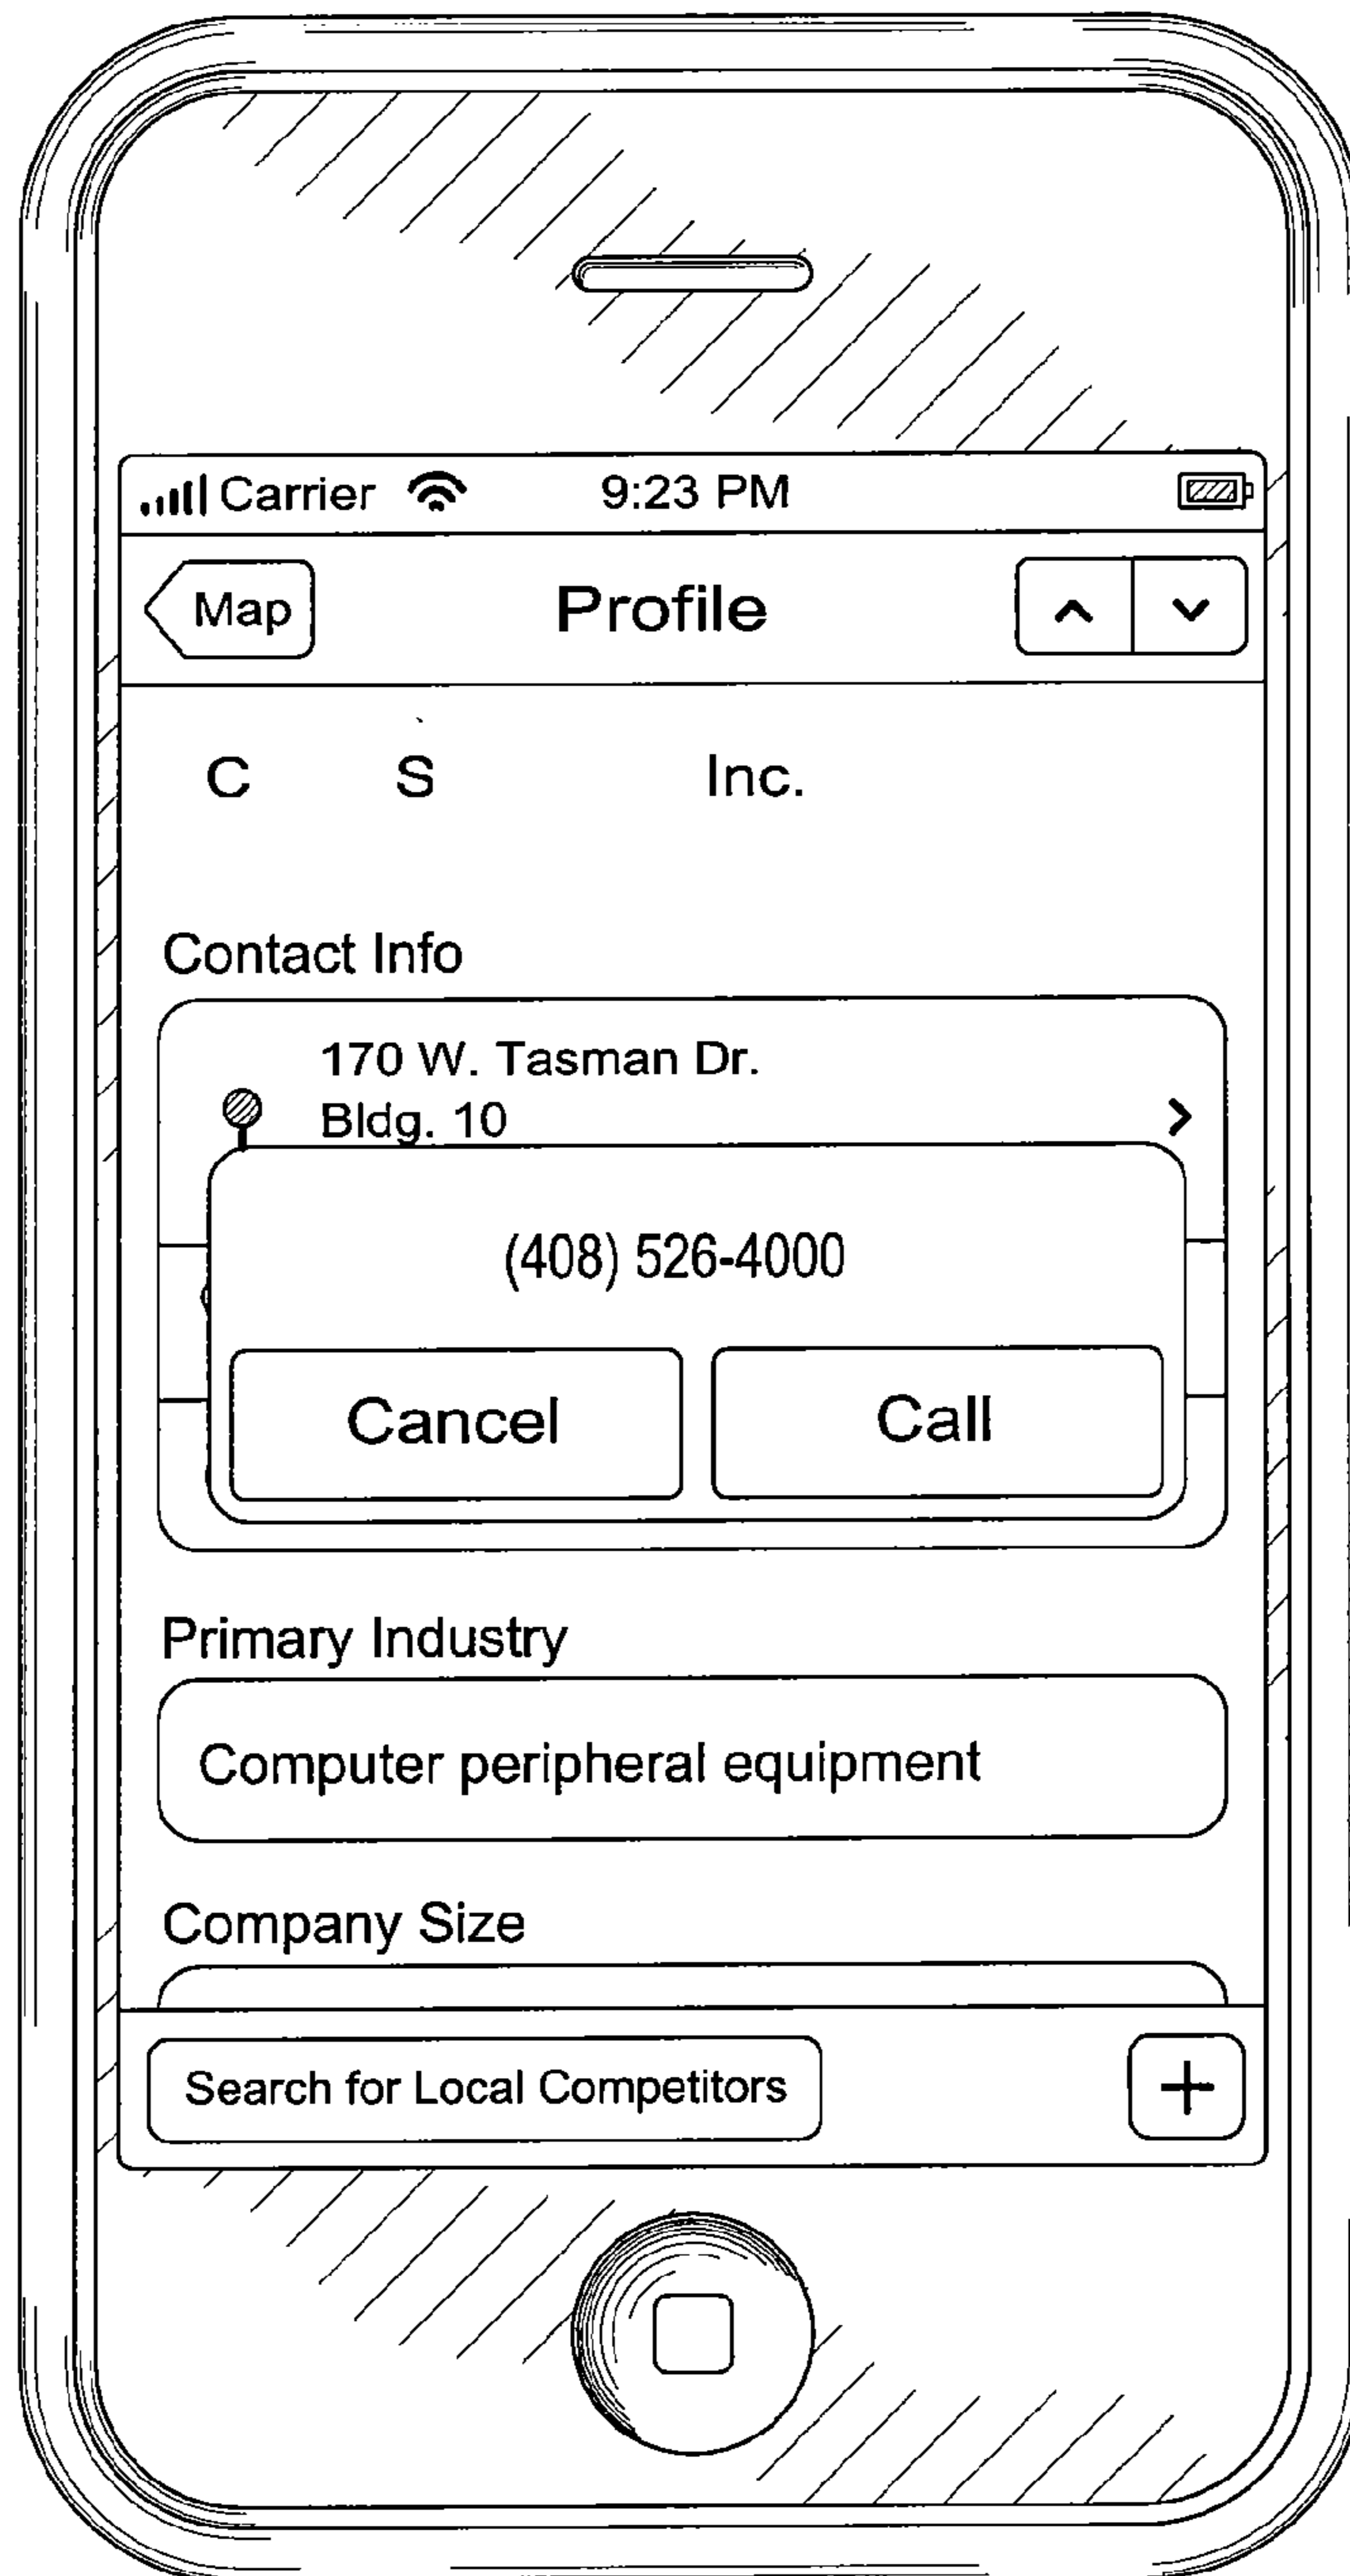 Carrier 9:23 PM
Map Profile
C S Inc.
Contact Info
170 W. Tasman Dr.
Bldg. 10
(408) 526-4000
Cancel Call
Primary Industry
Computer peripheral equipment
Company Size
Search for Local Competitors +